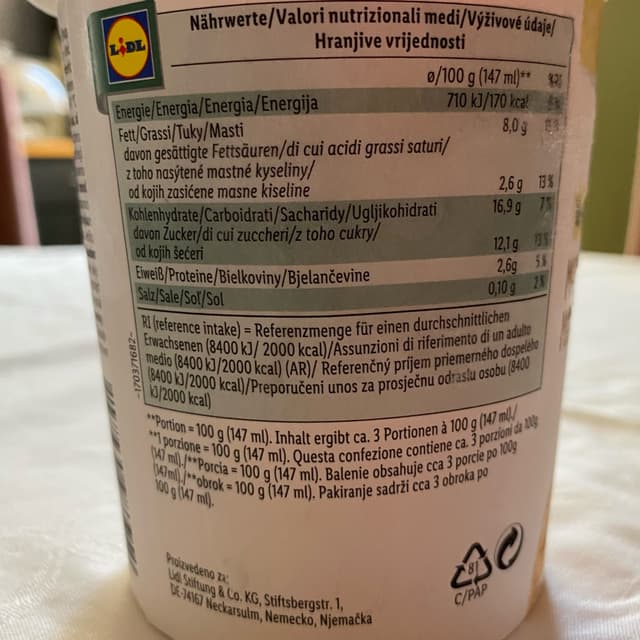 LIDL
Nährwerte/Valori nutrizionali medi/Výživové údaje/
Hranjive vrijednosti
ø/100 g (147 ml)**
Energie/Energia/Energia/Energija 710 kJ/170 kcal
Fett/Grassi/Tuky/Masti 8,0 g
davon gesättigte Fettsäuren/di cui acidi grassi saturi/
z toho nasýtené mastné kyseliny/
od kojih zasićene masne kiseline 2,6 g 13 %
Kohlenhydrate/Carboidrati/Sacharidy/Ugljikohidrati 16,9 g 7 %
davon Zucker/di cui zuccheri/z toho cukry/
od kojih šećeri 12,1 g
Eiweiß/Proteine/Bielkoviny/Bjelančevine 2,6g 5 %
Salz/Sale/Soľ/Sol 0,10 g 2 %
RI (reference intake) = Referenzmenge für einen durchschnittlichen
Erwachsenen (8400 kJ/ 2000 kcal)/Assunzioni di riferimento di un adulto
medio (8400 kJ/2000 kcal) (AR)/ Referenčný príjem priemerného dospelého
(8400 kJ/2000 kcal)/Preporučeni unos za prosječnu odraslu osobu (8400
kJ/2000 kcal)
-170371682-
**Portion = 100 g (147 ml). Inhalt ergibt ca. 3 Portionen à 100 g (147 ml)/
**1 porzione = 100 g (147 ml). Questa confezione contiene ca. 3 porzioni da 100g
(147 ml)./**Porcia = 100 g (147 ml). Balenie obsahuje cca 3 porcie po 100g
(147ml)./**obrok = 100 g (147 ml). Pakiranje sadrži cca 3 obroka po
100 g (147 ml).
Proizvedeno za:
Lidl Stiftung & Co. KG, Stiftsbergstr. 1,
DE-74167 Neckarsulm, Nemecko, Njemačka
81
C/PAP